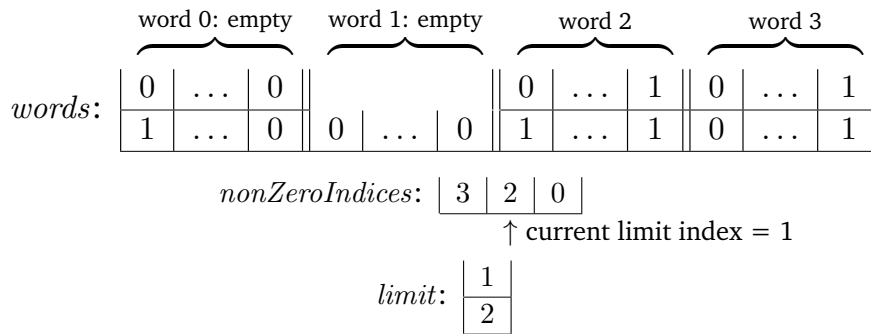 word 0: empty word 1: empty word 2 word 3
0 … 0 0 … 1 0 … 1
words:
1 … 0 0 … 0 1 … 1 0 … 1
nonZeroIndices: 3 2 0
↑ current limit index = 1
1
limit:
2